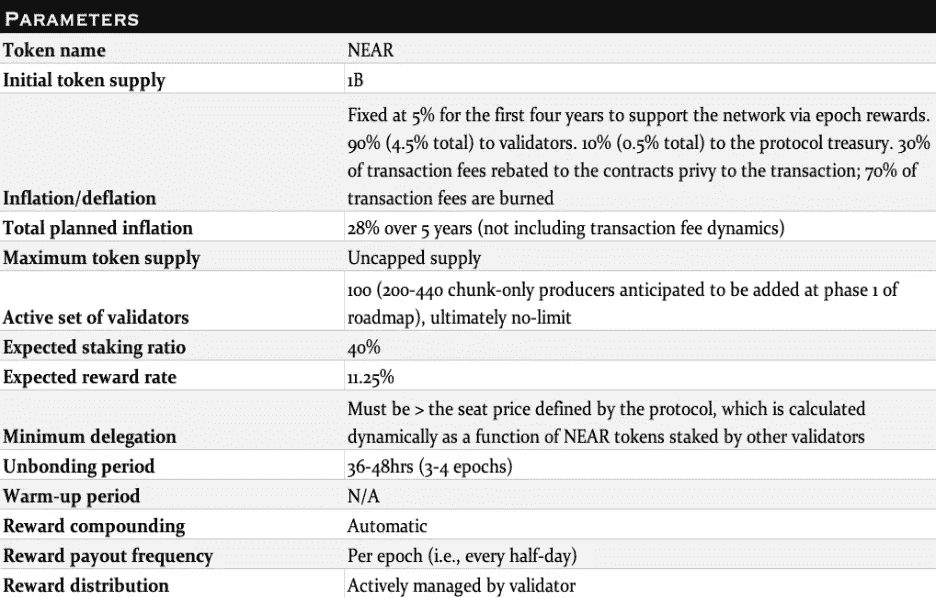 PARAMETERS
Token name NEAR
Initial token supply 1B
Fixed at 5% for the first four years to support the network via epoch rewards.
90% (4.5% total) to validators. 10% (0.5% total) to the protocol treasury. 30%
of transaction fees rebated to the contracts privy to the transaction; 70% of
Inflation/deflation transaction fees are burned
Total planned inflation 28% over 5 years (not including transaction fee dynamics)
Maximum token supply Uncapped supply
100 (200-440 chunk-only producers anticipated to be added at phase 1 of
Active set of validators roadmap), ultimately no-limit
Expected staking ratio 40%
Expected reward rate 11.25%
Must be > the seat price defined by the protocol, which is calculated
Minimum delegation dynamically as a function of NEAR tokens staked by other validators
Unbonding period 36-48hrs (3-4 epochs)
Warm-up period N/A
Reward compounding Automatic
Reward payout frequency Per epoch (i.e., every half-day)
Reward distribution Actively managed by validator